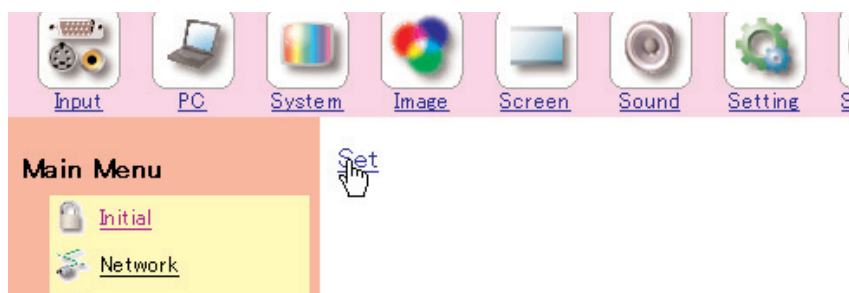 Input PC System Image Screen Sound Setting S
Main Menu
Set
Initial
Network